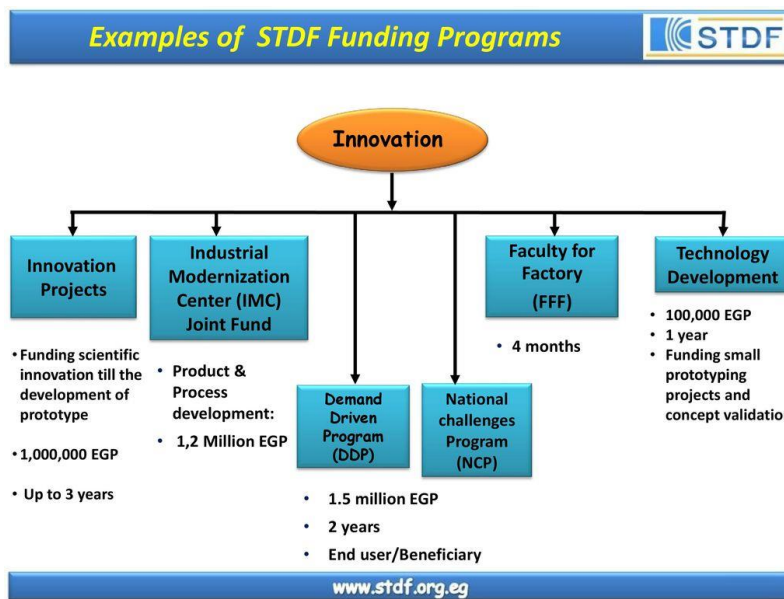 Examples of STDF Funding Programs
STDF
Innovation
Innovation
Projects
• Funding scientific
innovation till the
development of
prototype
• 1,000,000 EGP
• Up to 3 years
Industrial
Modernization
Center (IMC)
Joint Fund
• Product &
Process
development:
• 1,2 Million EGP
Demand
Driven
Program
(DDP)
National
challenges
Program
(NCP)
• 1.5 million EGP
• 2 years
• End user/Beneficiary
Faculty for
Factory
(FFF)
• 4 months
Technology
Development
• 100,000 EGP
• 1 year
• Funding small
prototyping
projects and
concept validatio
www.stdf.org.eg